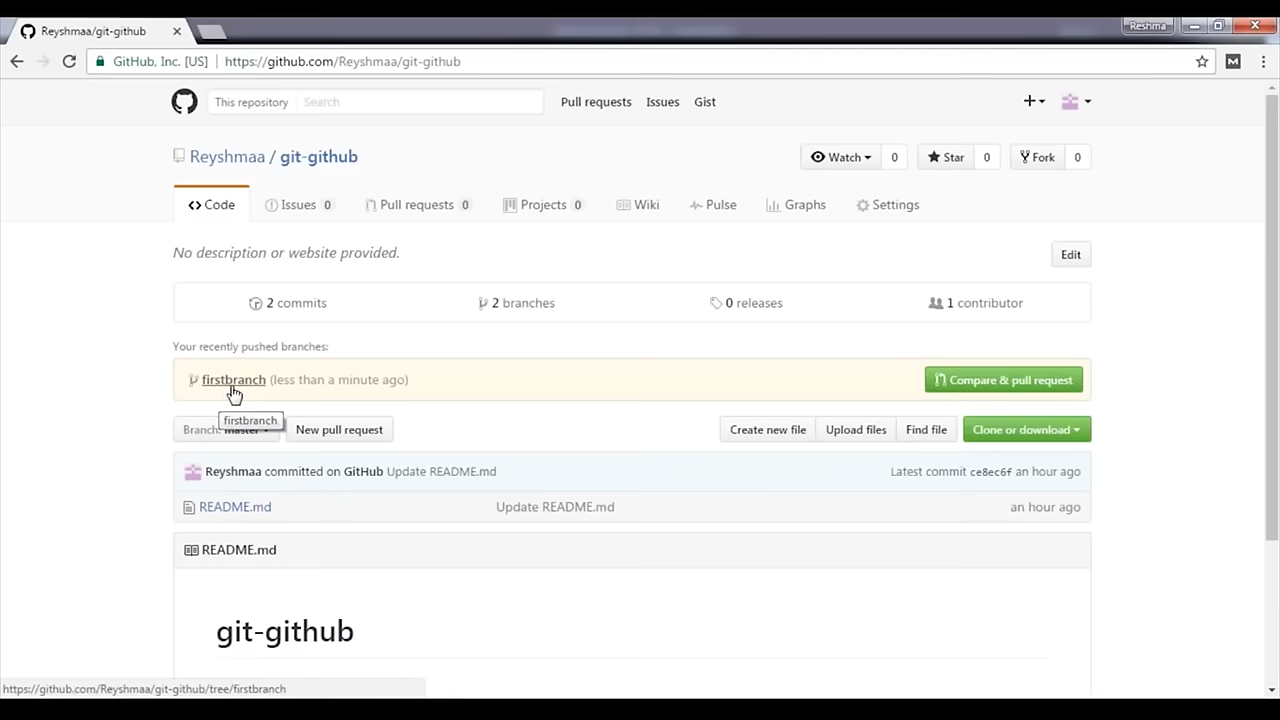 Reyshmaa/git-github
Reshma
GitHub, Inc. [US] | https://github.com/Reyshmaa/git-github
This repository Search Pull requests Issues Gist
Reyshmaa / git-github
Watch 0 Star 0 Fork 0
Code Issues 0 Pull requests 0 Projects 0 Wiki Pulse Graphs Settings
No description or website provided. Edit
2 commits 2 branches 0 releases 1 contributor
Your recently pushed branches:
firstbranch (less than a minute ago) Compare & pull request
firstbranch
Branch: master New pull request Create new file Upload files Find file Clone or download
Reyshmaa committed on GitHub Update README.md Latest commit ce8ec6f an hour ago
README.md Update README.md an hour ago
README.md
git-github
https://github.com/Reyshmaa/git-github/tree/firstbranch